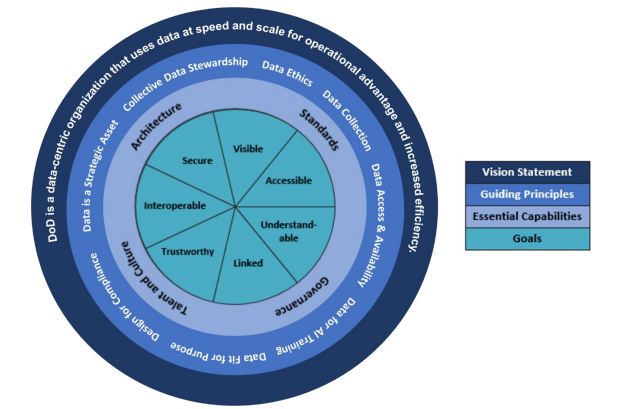 DoD is a data-centric organization that uses data at speed and scale for operational advantage and increased efficiency.
Data is a Strategic Asset
Collective Data Stewardship
Data Ethics
Data Collection
Data Access & Availability
Data for AI Training
Data Fit for Purpose
Design for Compliance
Architecture
Standards
Governance
Talent and Culture
Visible
Accessible
Understand-
able
Linked
Trustworthy
Interoperable
Secure
Vision Statement
Guiding Principles
Essential Capabilities
Goals